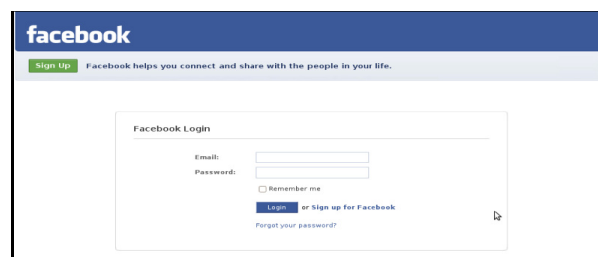 facebook
Sign Up Facebook helps you connect and share with the people in your life.
Facebook Login
Email:
Password:
Remember me
Login or Sign up for Facebook
Forgot your password?